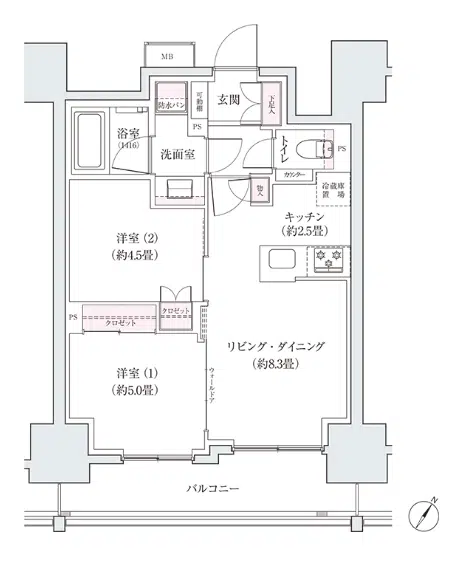 MB
防水パン
可動棚
玄関
下足入
浴室
(1416)
洗面室
PS
トイレ
PS
カウンター
物入
冷蔵庫
置場
キッチン
(約2.5畳)
洋室(2)
(約4.5畳)
クロゼット
PS
クロゼット
洋室(1)
(約5.0畳)
ウォールドア
リビング・ダイニング
(約8.3畳)
バルコニー
N